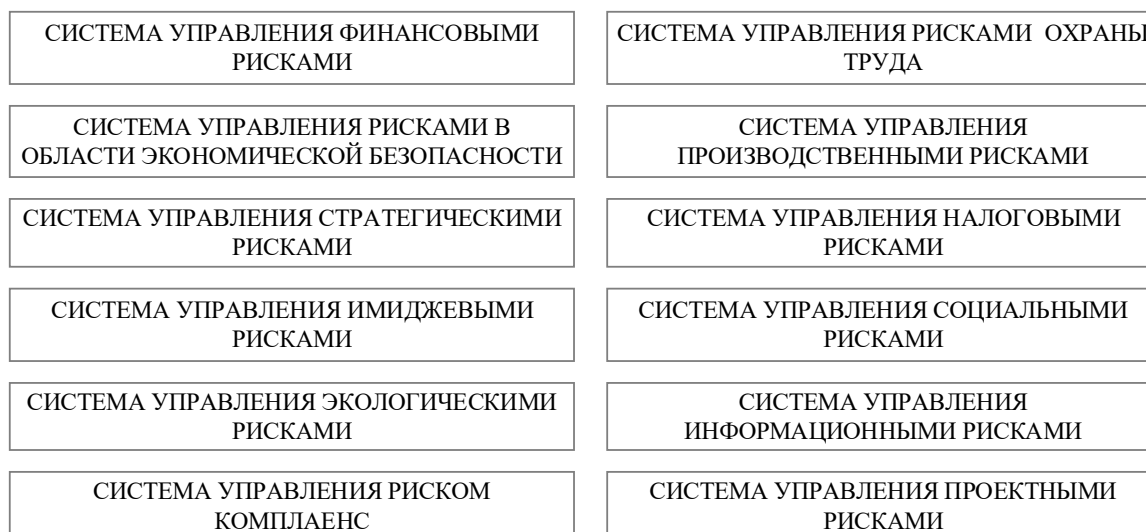 СИСТЕМА УПРАВЛЕНИЯ ФИНАНСОВЫМИ
РИСКАМИ
СИСТЕМА УПРАВЛЕНИЯ РИСКАМИ ОХРАНЫ
ТРУДА
СИСТЕМА УПРАВЛЕНИЯ РИСКАМИ В
ОБЛАСТИ ЭКОНОМИЧЕСКОЙ БЕЗОПАСНОСТИ
СИСТЕМА УПРАВЛЕНИЯ
ПРОИЗВОДСТВЕННЫМИ РИСКАМИ
СИСТЕМА УПРАВЛЕНИЯ СТРАТЕГИЧЕСКИМИ
РИСКАМИ
СИСТЕМА УПРАВЛЕНИЯ НАЛОГОВЫМИ
РИСКАМИ
СИСТЕМА УПРАВЛЕНИЯ ИМИДЖЕВЫМИ
РИСКАМИ
СИСТЕМА УПРАВЛЕНИЯ СОЦИАЛЬНЫМИ
РИСКАМИ
СИСТЕМА УПРАВЛЕНИЯ ЭКОЛОГИЧЕСКИМИ
РИСКАМИ
СИСТЕМА УПРАВЛЕНИЯ
ИНФОРМАЦИОННЫМИ РИСКАМИ
СИСТЕМА УПРАВЛЕНИЯ РИСКОМ
КОМПЛАЕНС
СИСТЕМА УПРАВЛЕНИЯ ПРОЕКТНЫМИ
РИСКАМИ